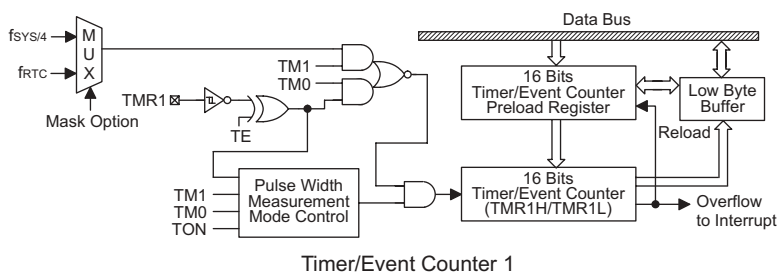 Data Bus
fSYS/4
fRTC
M
U
X
Mask Option
TMR1
TE
TM1
TM0
16 Bits
Timer/Event Counter
Preload Register
Low Byte
Buffer
Reload
TM1
TM0
TON
Pulse Width
Measurement
Mode Control
16 Bits
Timer/Event Counter
(TMR1H/TMR1L)
Overflow
to Interrupt
Timer/Event Counter 1